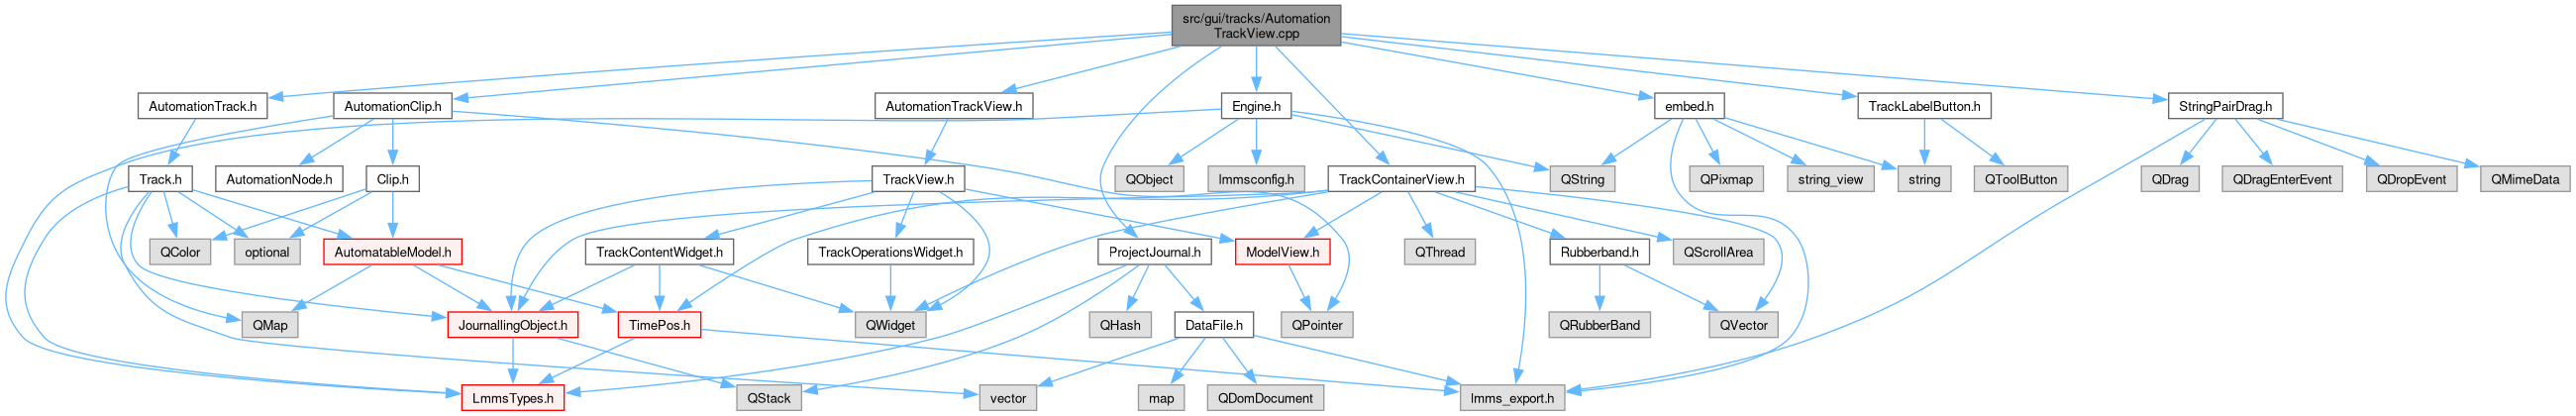 src/gui/tracks/Automation
TrackView.cpp
AutomationTrack.h
AutomationClip.h
AutomationTrackView.h
Engine.h
embed.h
TrackLabelButton.h
StringPairDrag.h
Track.h
AutomationNode.h
Clip.h
TrackView.h
QObject
lmmsconfig.h
TrackContainerView.h
QString
QPixmap
string_view
string
QToolButton
QDrag
QDragEnterEvent
QDropEvent
QMimeData
QColor
optional
AutomatableModel.h
TrackContentWidget.h
TrackOperationsWidget.h
ProjectJournal.h
ModelView.h
QThread
Rubberband.h
QScrollArea
QMap
JournallingObject.h
TimePos.h
QWidget
QHash
DataFile.h
QPointer
QRubberBand
QVector
LmmsTypes.h
QStack
vector
map
QDomDocument
lmms_export.h